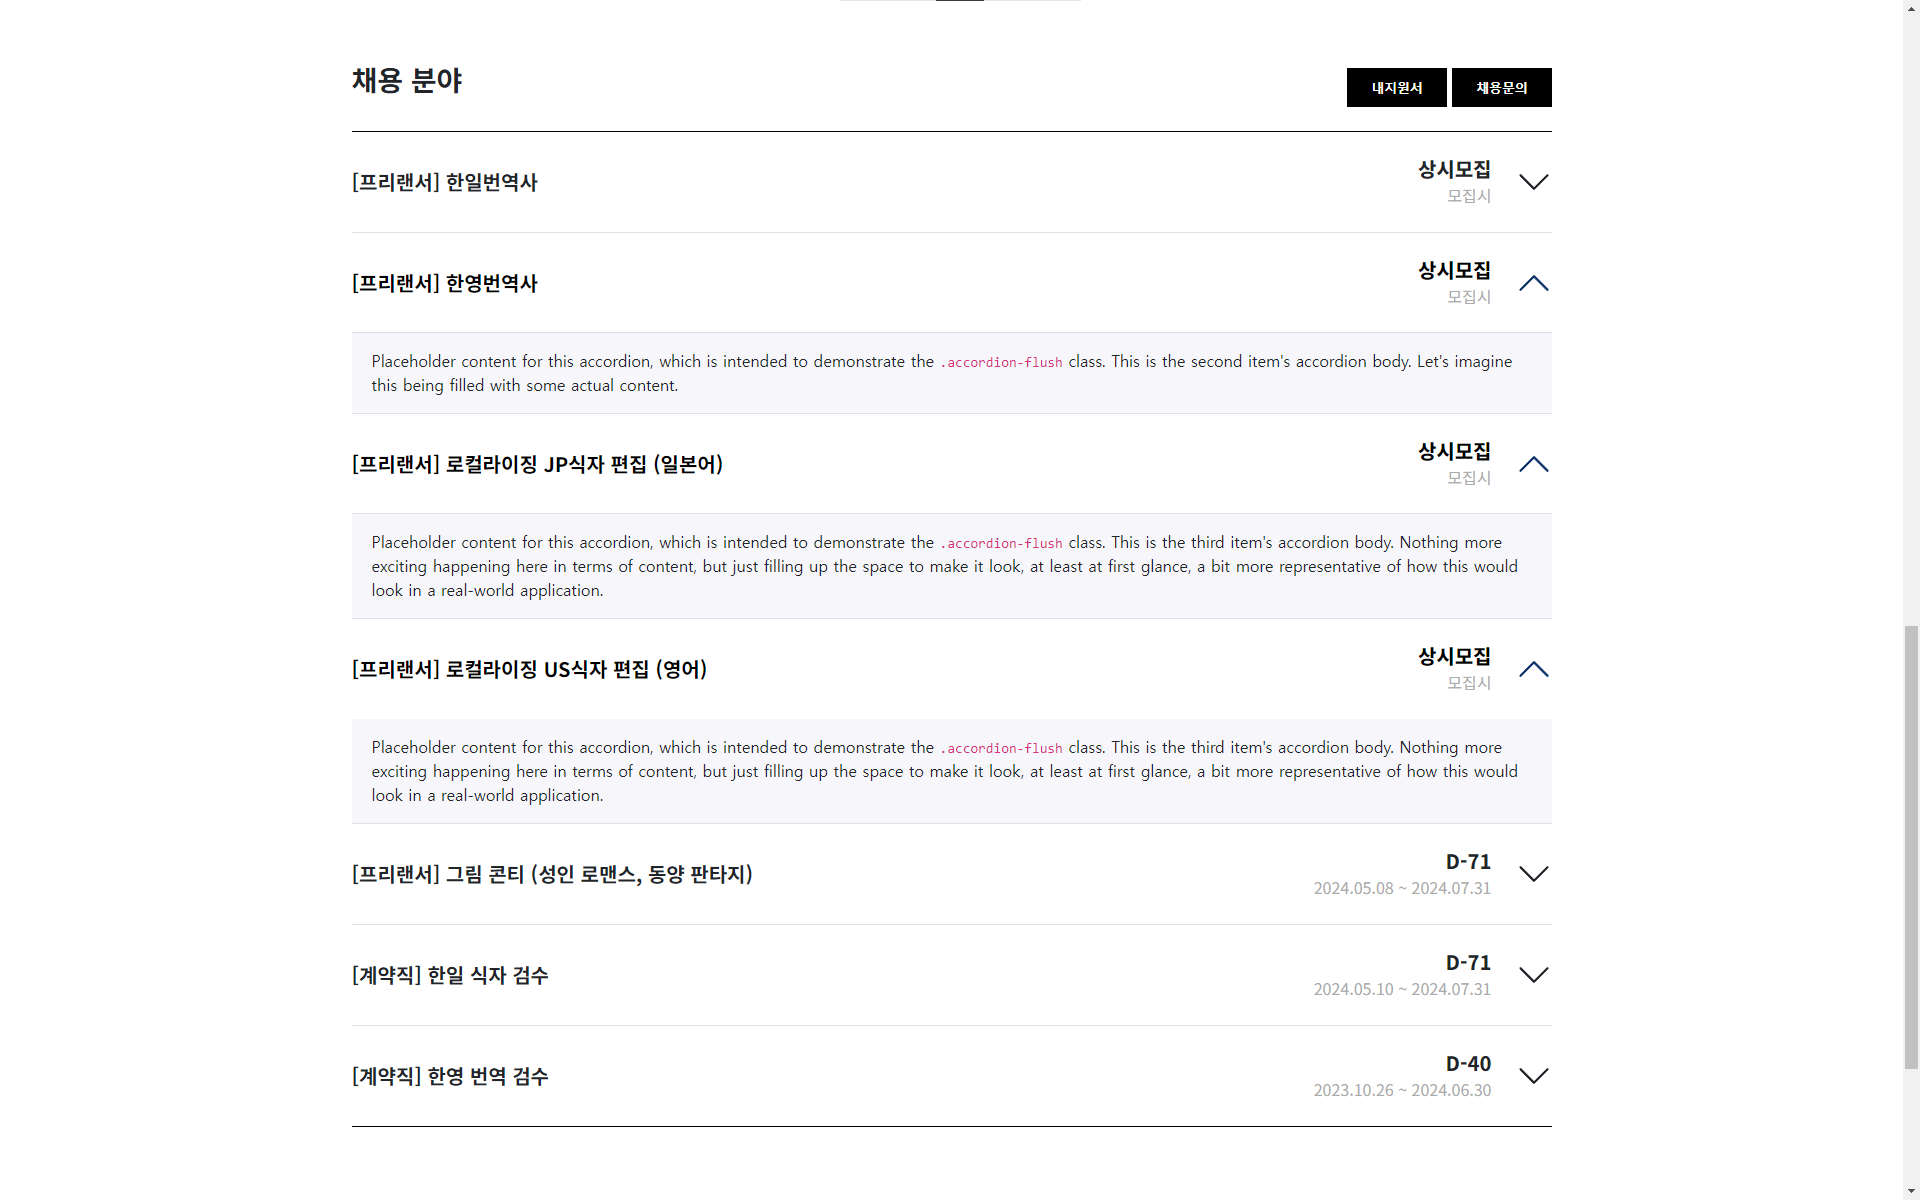 채용 분야
내지원서 채용문의
[프리랜서] 한일번역사
상시모집
모집시
[프리랜서] 한영번역사
상시모집
모집시
Placeholder content for this accordion, which is intended to demonstrate the .accordion-flush class. This is the second item's accordion body. Let's imagine
this being filled with some actual content.
[프리랜서] 로컬라이징 JP식자 편집 (일본어)
상시모집
모집시
Placeholder content for this accordion, which is intended to demonstrate the .accordion-flush class. This is the third item's accordion body. Nothing more
exciting happening here in terms of content, but just filling up the space to make it look, at least at first glance, a bit more representative of how this would
look in a real-world application.
[프리랜서] 로컬라이징 US식자 편집 (영어)
상시모집
모집시
Placeholder content for this accordion, which is intended to demonstrate the .accordion-flush class. This is the third item's accordion body. Nothing more
exciting happening here in terms of content, but just filling up the space to make it look, at least at first glance, a bit more representative of how this would
look in a real-world application.
[프리랜서] 그림 콘티 (성인 로맨스, 동양 판타지)
D-71
2024.05.08 ~ 2024.07.31
[계약직] 한일 식자 검수
D-71
2024.05.10 ~ 2024.07.31
[계약직] 한영 번역 검수
D-40
2023.10.26 ~ 2024.06.30